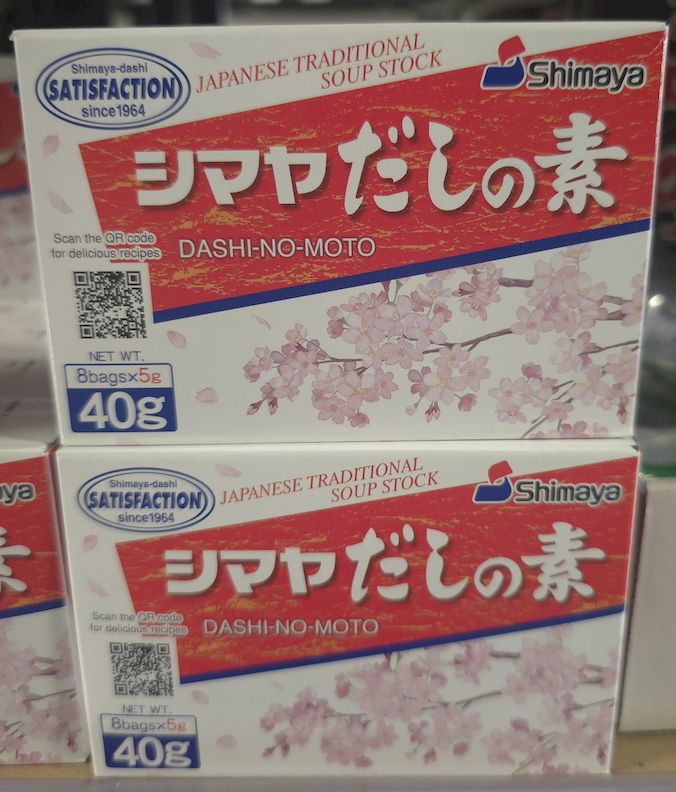 Shimaya-dashi
SATISFACTION
since1964
JAPANESE TRADITIONAL
SOUP STOCK
Shimaya
シマヤだしの素
DASHI-NO-MOTO
Scan the QR code
for delicious recipes
NET WT.
8bags×5g
40g
Shimaya-dashi
SATISFACTION
since1964
JAPANESE TRADITIONAL
SOUP STOCK
Shimaya
シマヤだしの素
DASHI-NO-MOTO
Scan the QR code
for delicious recipes
NET WT.
8bags×5g
40g
aya
素